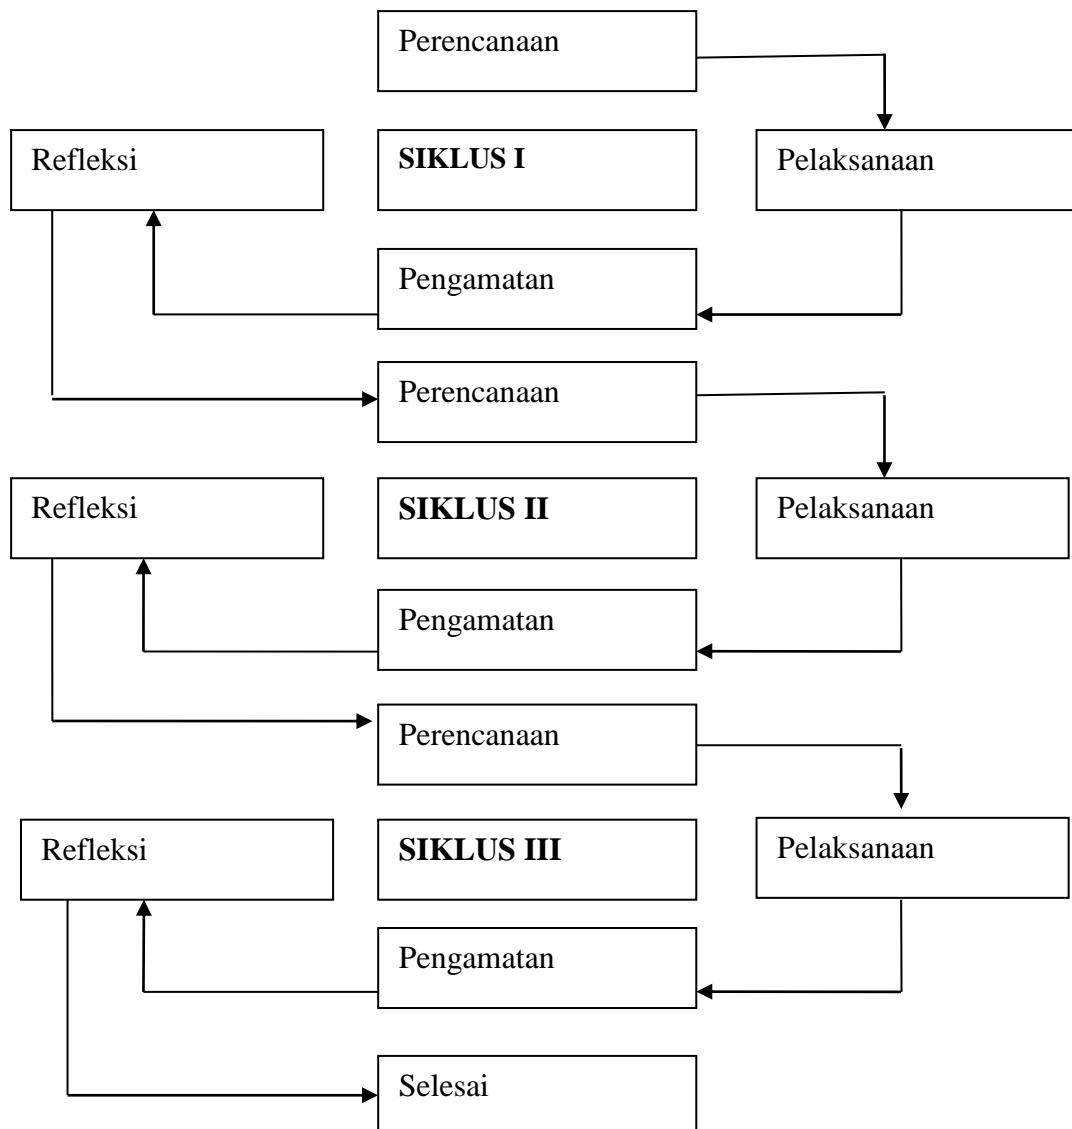 Perencanaan
Refleksi
SIKLUS I
Pelaksanaan
Pengamatan
Perencanaan
Refleksi
SIKLUS II
Pelaksanaan
Pengamatan
Perencanaan
Refleksi
SIKLUS III
Pelaksanaan
Pengamatan
Selesai